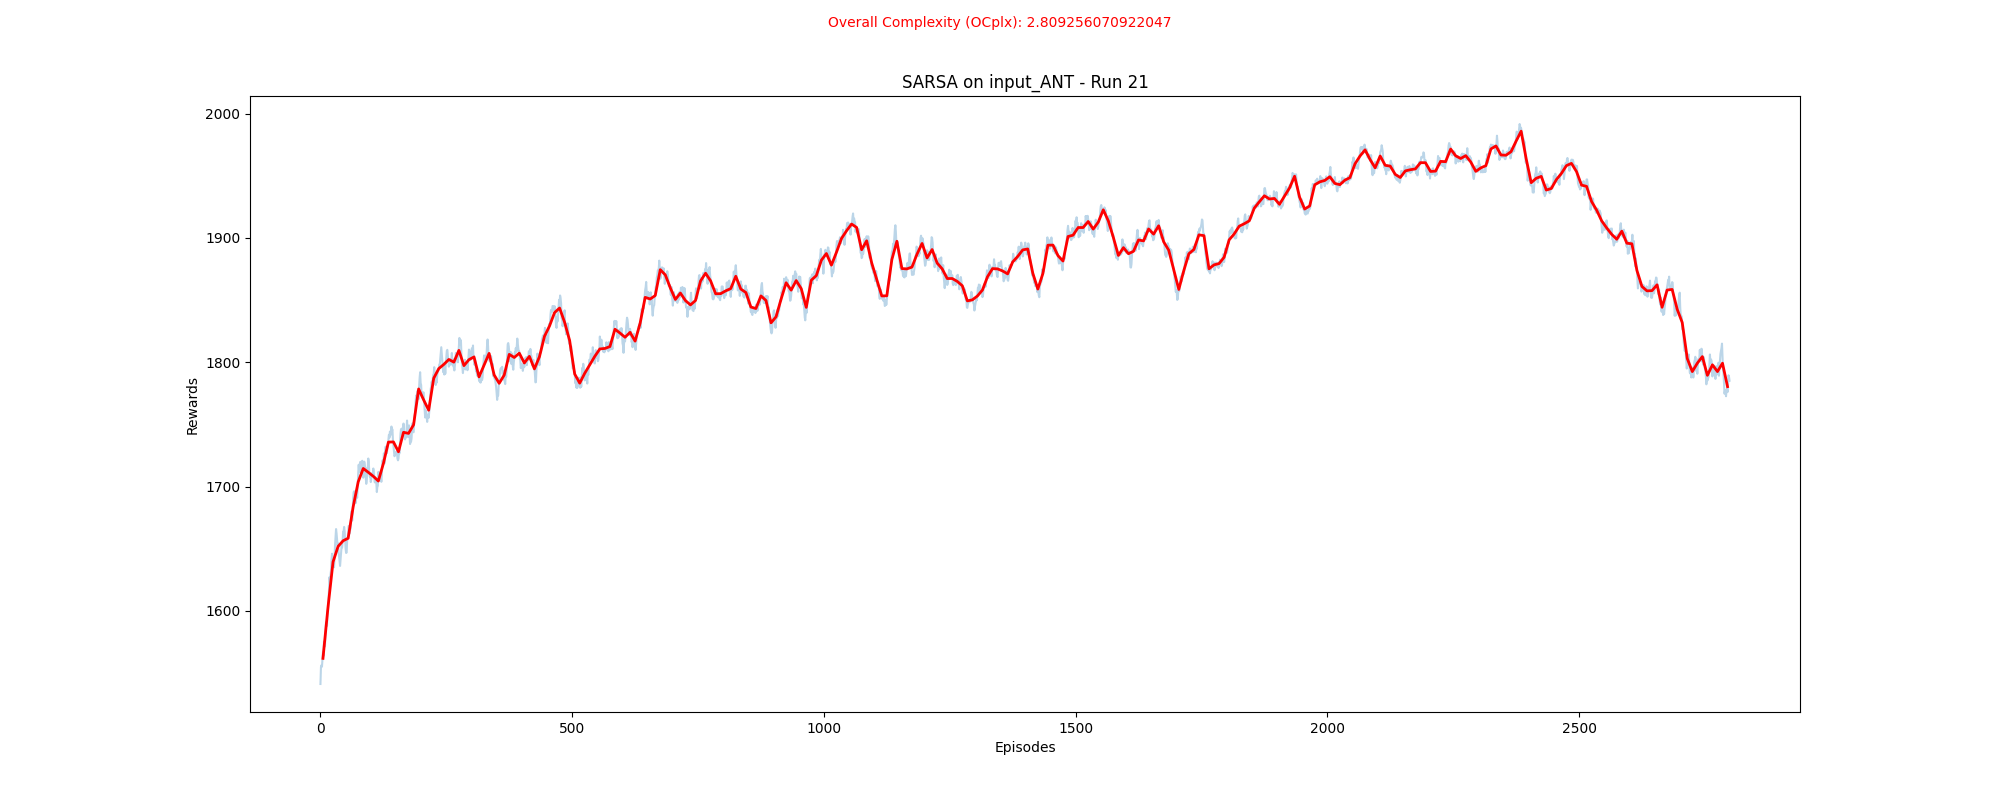 Overall Complexity (OCplx): 2.809256070922047
SARSA on input_ANT - Run 21
2000
1900
1800
1700
1600
Rewards
0 500 1000 1500 2000 2500
Episodes